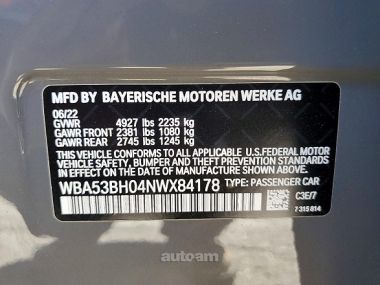 MFD BY BAYERISCHE MOTOREN WERKE AG
06/22
GVWR 4927 lbs 2235 kg
GAWR FRONT 2381 lbs 1080 kg
GAWR REAR 2745 lbs 1245 kg
THIS VEHICLE CONFORMS TO ALL APPLICABLE U.S. FEDERAL MOTOR
VEHICLE SAFETY, BUMPER, AND THEFT PREVENTION STANDARDS
IN EFFECT ON THE DATE OF MANUFACTURE SHOWN ABOVE.
WBA53BH04NWX84178 TYPE: PASSENGER CAR
C3E/7
7 315 814
autoam